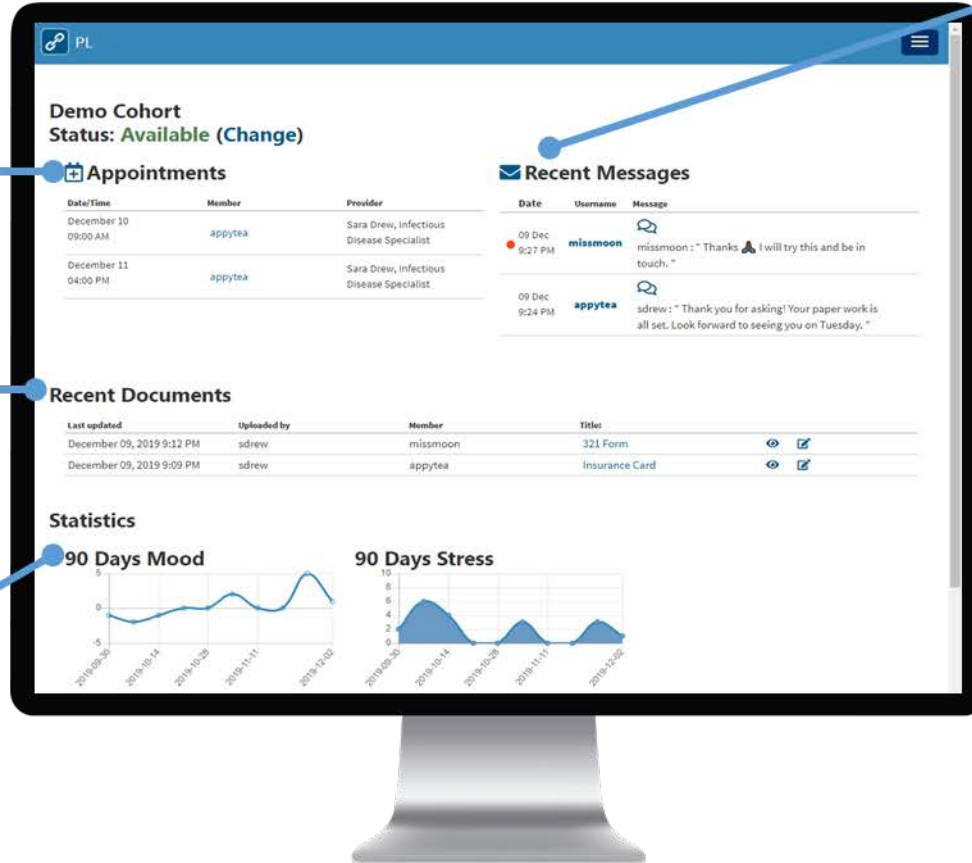 PL
Demo Cohort
Status: Available (Change)
Appointments
Date/Time Member Provider
December 10
09:00 AM
appytea
Sara Drew, Infectious
Disease Specialist
December 11
04:00 PM
appytea
Sara Drew, Infectious
Disease Specialist
Recent Messages
Date Username Message
09 Dec
9:27 PM
missmoon
missmoon : " Thanks 🙏🏾 I will try this and be in
touch. "
09 Dec
9:24 PM
appytea
sdrew : " Thank you for asking! Your paper work is
all set. Look forward to seeing you on Tuesday. "
Recent Documents
Last updated Uploaded by Member Title:
December 09, 2019 9:12 PM sdrew missmoon 321 Form
December 09, 2019 9:09 PM sdrew appytea Insurance Card
Statistics
90 Days Mood
5
0
-5
2019-09-30 2019-10-14 2019-10-28 2019-11-11 2019-12-02
90 Days Stress
10
8
6
4
2
0
2019-09-30 2019-10-14 2019-10-28 2019-11-11 2019-12-02